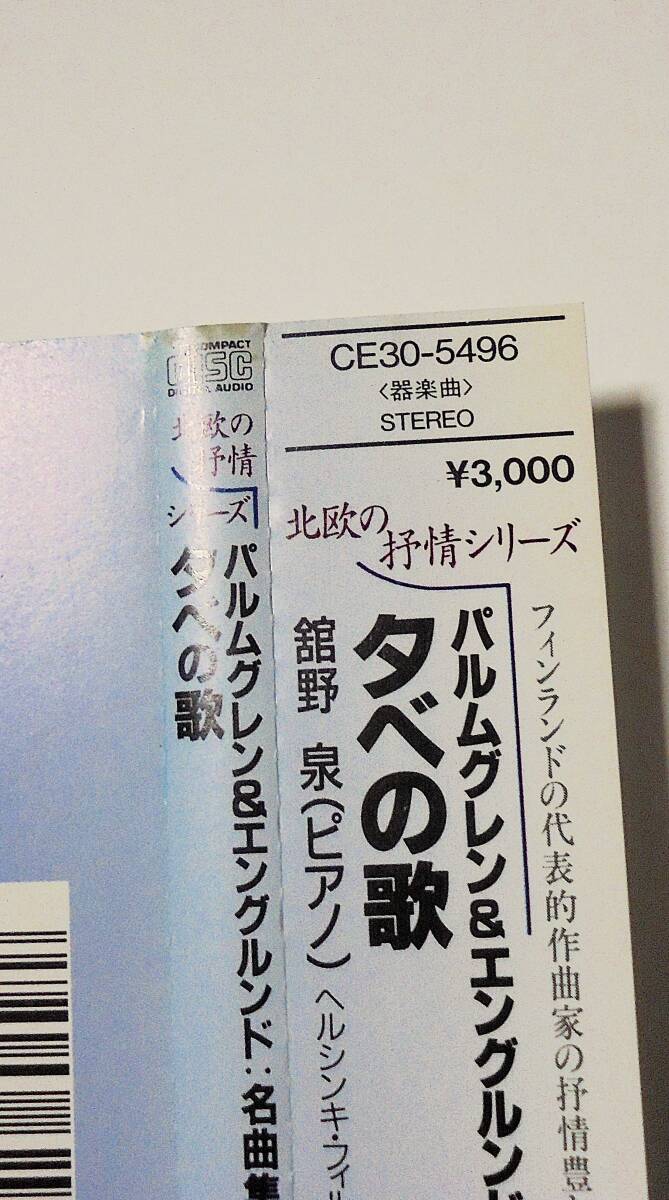 COMPACT
DISC
DIGITAL AUDIO
北欧の
抒情
シリーズ
パルムグレン&エングルンド:名曲集
夕べの歌
CE30-5496
〈器楽曲〉
STEREO
¥3,000
北欧の
抒情シリーズ
フィンランドの代表的作曲家の抒情豊
パルムグレン&エングルンド
夕べの歌
舘野 泉(ピアノ) ヘルシンキ・フィル